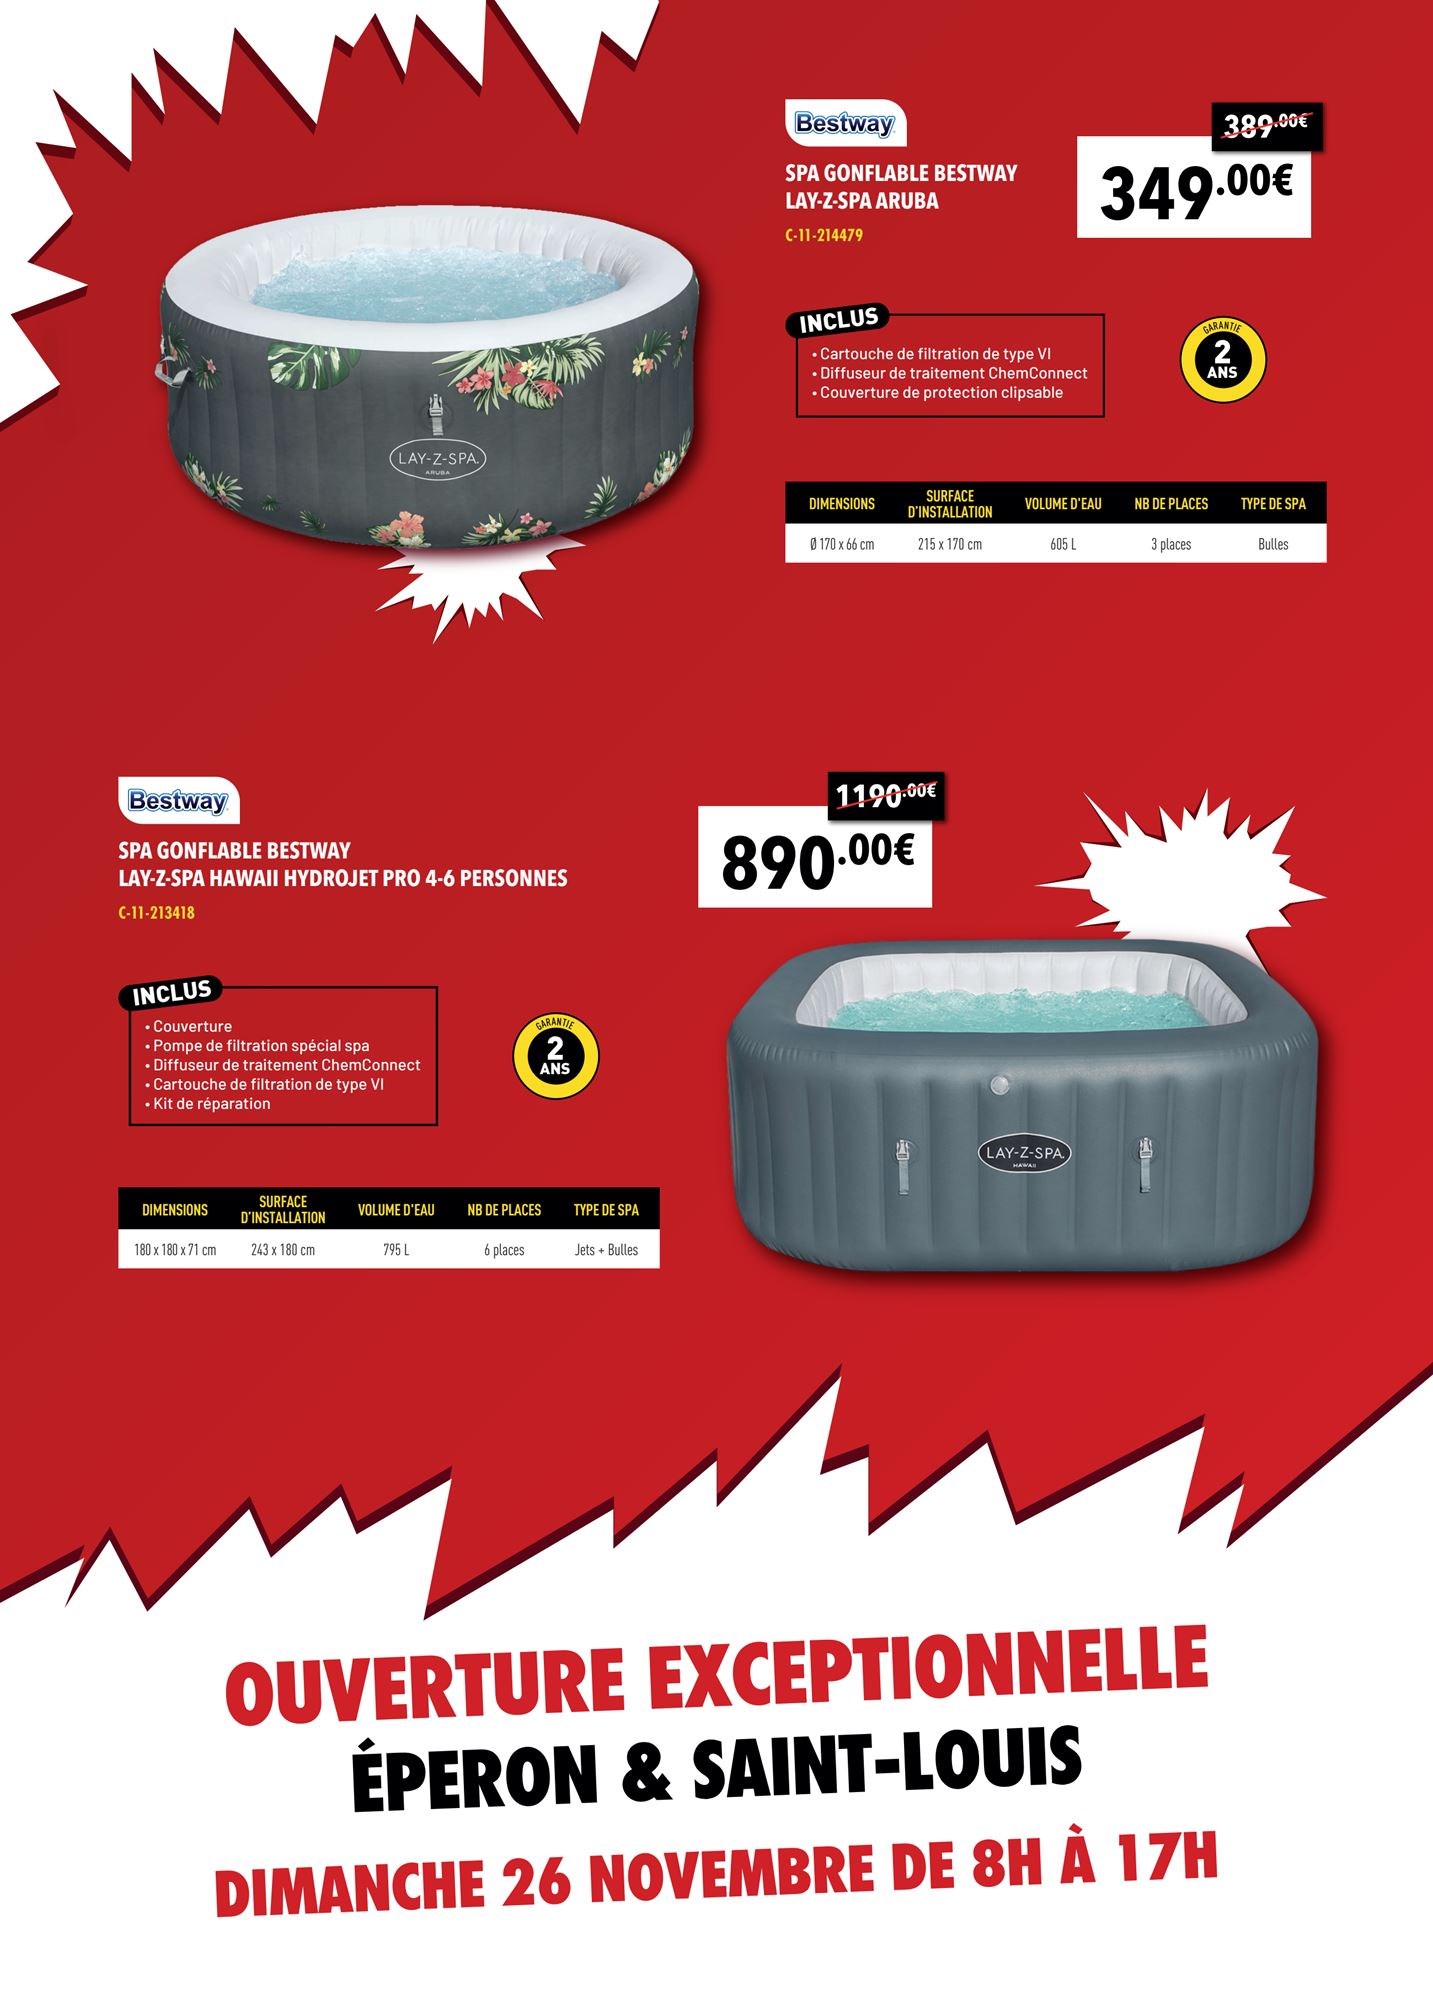 Bestway
SPA GONFLABLE BESTWAY
LAY-Z-SPA ARUBA
C-11-214479
389.00€
349.00€
INCLUS
• Cartouche de filtration de type VI
• Diffuseur de traitement ChemConnect
• Couverture de protection clipsable
GARANTIE
2
ANS
LAY-Z-SPA.
ARUBA
DIMENSIONS SURFACE D'INSTALLATION VOLUME D'EAU NB DE PLACES TYPE DE SPA
Ø 170 x 66 cm 215 x 170 cm 605 L 3 places Bulles
Bestway
SPA GONFLABLE BESTWAY
LAY-Z-SPA HAWAII HYDROJET PRO 4-6 PERSONNES
C-11-213418
1190.00€
890.00€
INCLUS
• Couverture
• Pompe de filtration spécial spa
• Diffuseur de traitement ChemConnect
• Cartouche de filtration de type VI
• Kit de réparation
GARANTIE
2
ANS
LAY-Z-SPA.
HAWAII
DIMENSIONS SURFACE D'INSTALLATION VOLUME D'EAU NB DE PLACES TYPE DE SPA
180 x 180 x 71 cm 243 x 180 cm 795 L 6 places Jets + Bulles
OUVERTURE EXCEPTIONNELLE
ÉPERON & SAINT-LOUIS
DIMANCHE 26 NOVEMBRE DE 8H À 17H